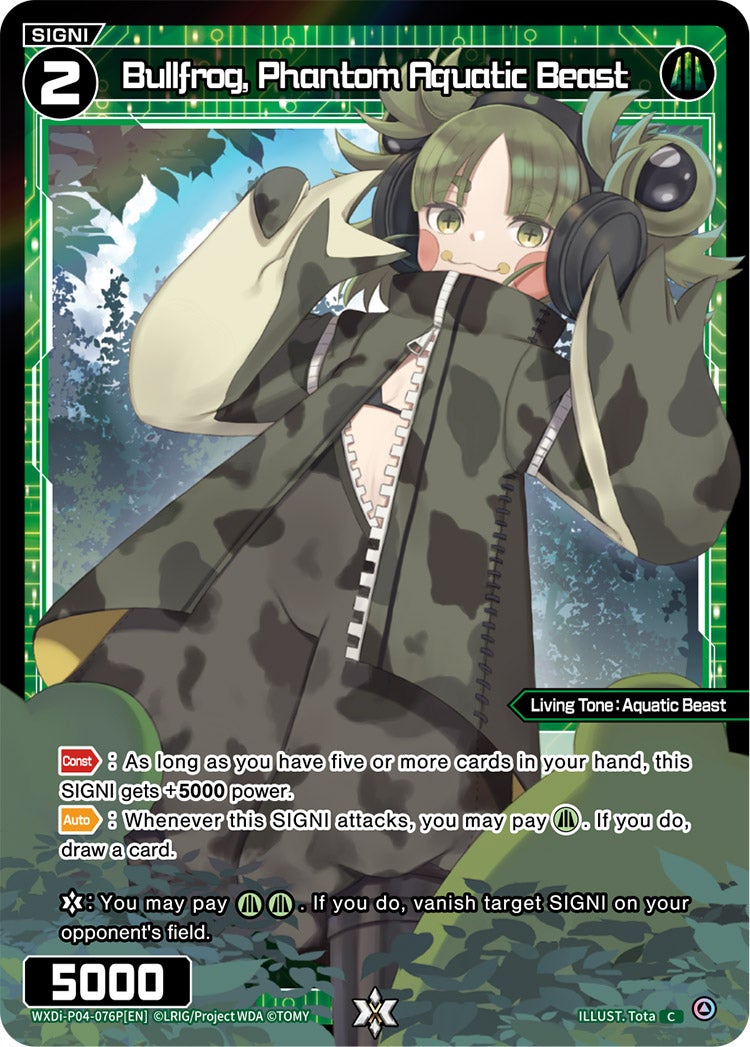 SIGNI
2
Bullfrog, Phantom Aquatic Beast
Living Tone : Aquatic Beast
Const : As long as you have five or more cards in your hand, this
SIGNI gets +5000 power.
Auto : Whenever this SIGNI attacks, you may pay . If you do,
draw a card.
: You may pay . If you do, vanish target SIGNI on your
opponent's field.
5000
WXDi-P04-076P[EN] ©LRIG/Project WDA ©TOMY
ILLUST. Tota C